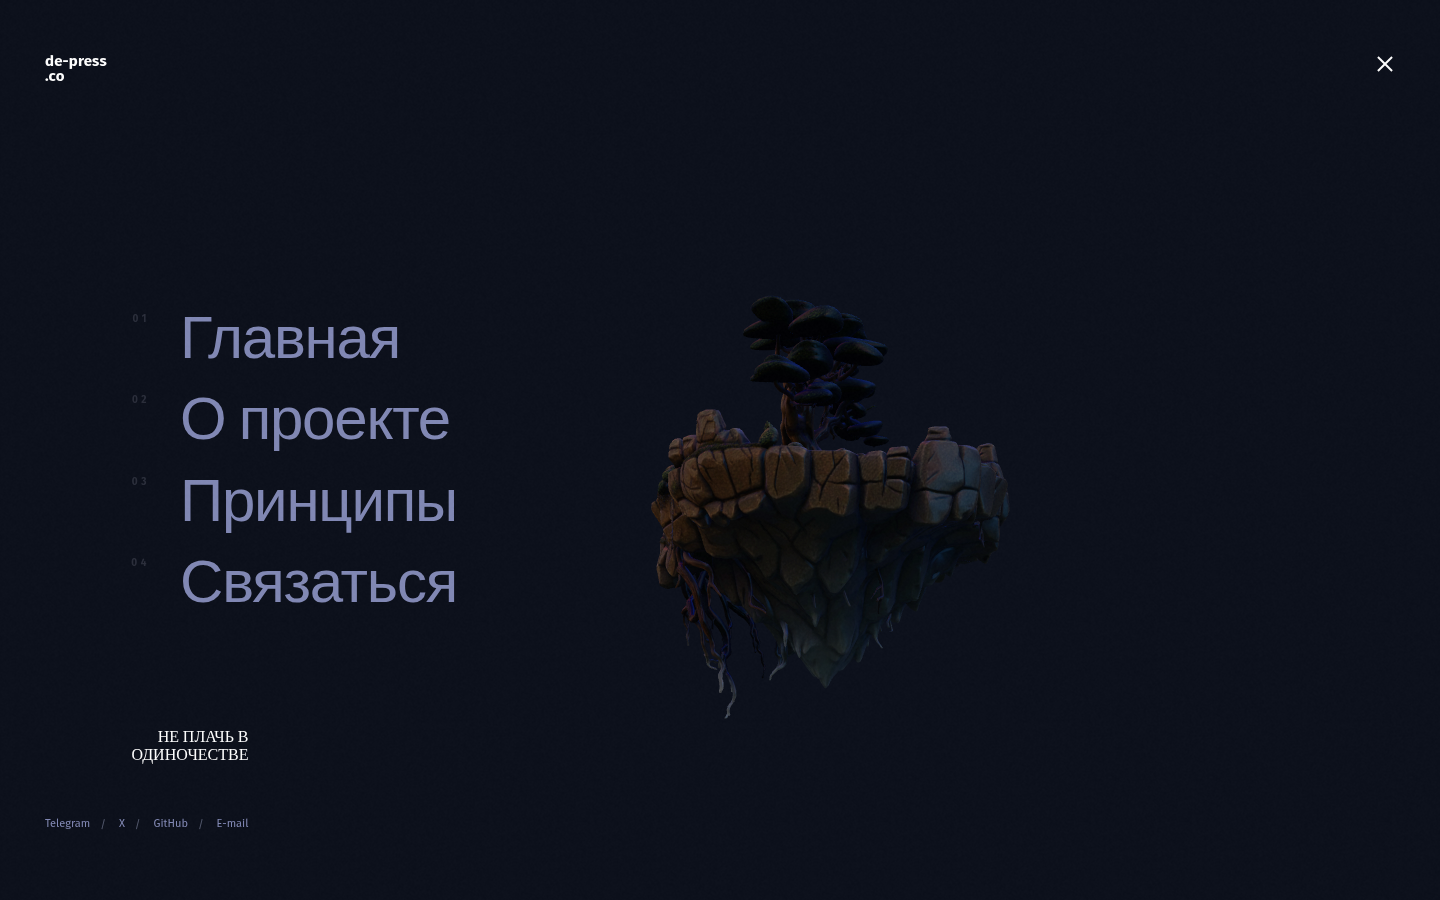 de-press
.co
01
Главная
02
О проекте
03
Принципы
04
Связаться
НЕ ПЛАЧЬ В
ОДИНОЧЕСТВЕ
Telegram / X / GitHub / E-mail